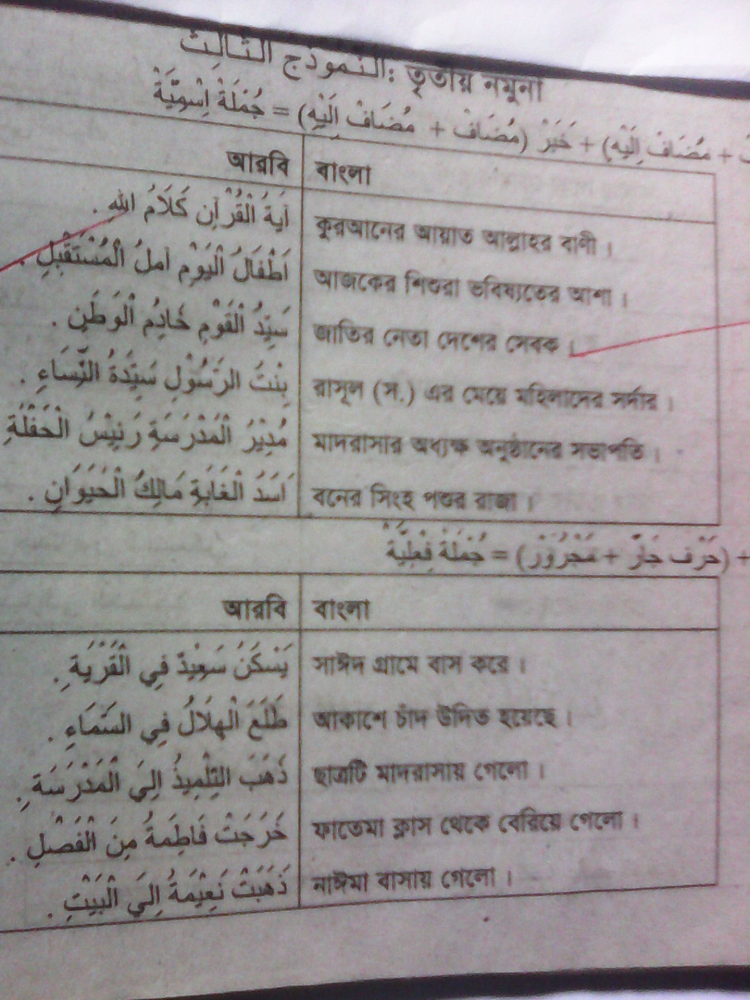 তৃতীয় নমুনা :النموذج الثالث
+ مُضَافْ اِلَيْهِ) + خَبَرْ (مُضَافْ + مُضَافْ اِلَيْهِ) = جُمْلَةْ اِسْمِيَّةْ
আরবি | বাংলা
اَيَةُ الْقُرْاٰنِ كَلَامُ اللهِ . | কুরআনের আয়াত আল্লাহর বাণী ।
اَطْفَالُ الْيَوْمِ اَمَلُ الْمُسْتَقْبِلِ . | আজকের শিশুরা ভবিষ্যতের আশা ।
سَيِّدُ الْقَوْمِ خَادِمُ الْوَطَنِ . | জাতির নেতা দেশের সেবক ।
بِنْتُ الرَّسُوْلِ سَيِّدَةُ النِّسَاءِ . | রাসূল (স.) এর মেয়ে মহিলাদের সর্দার ।
مُدِيْرُ الْمَدْرَسَةِ رَئِيْسُ الْحَفْلَةِ | মাদরাসার অধ্যক্ষ অনুষ্ঠানের সভাপতি ।
اَسَدُ الْغَابَةِ مَالِكُ الْحَيَوَانِ . | বনের সিংহ পশুর রাজা ।
+ (حَرْف جَارّ + مَجْرُوْرْ) = جُمْلَةْ فِعْلِيَّةْ
আরবি | বাংলা
يَسْكَنُ سَعِيْدٌ فِي الْقَرْيَةِ . | সাঈদ গ্রামে বাস করে ।
طَلَعَ الْهِلَالُ فِي السَّمَاءِ . | আকাশে চাঁদ উদিত হয়েছে ।
ذَهَبَ التِّلْمِيذُ اِلَى الْمَدْرَسَةِ . | ছাত্রটি মাদরাসায় গেলো ।
خَرَجَتْ فَاطِمَةُ مِنَ الْفَصْلِ . | ফাতেমা ক্লাস থেকে বেরিয়ে গেলো ।
ذَهَبَتْ نَعِيْمَةُ اِلَى الْبَيْتِ . | নাঈমা বাসায় গেলো ।